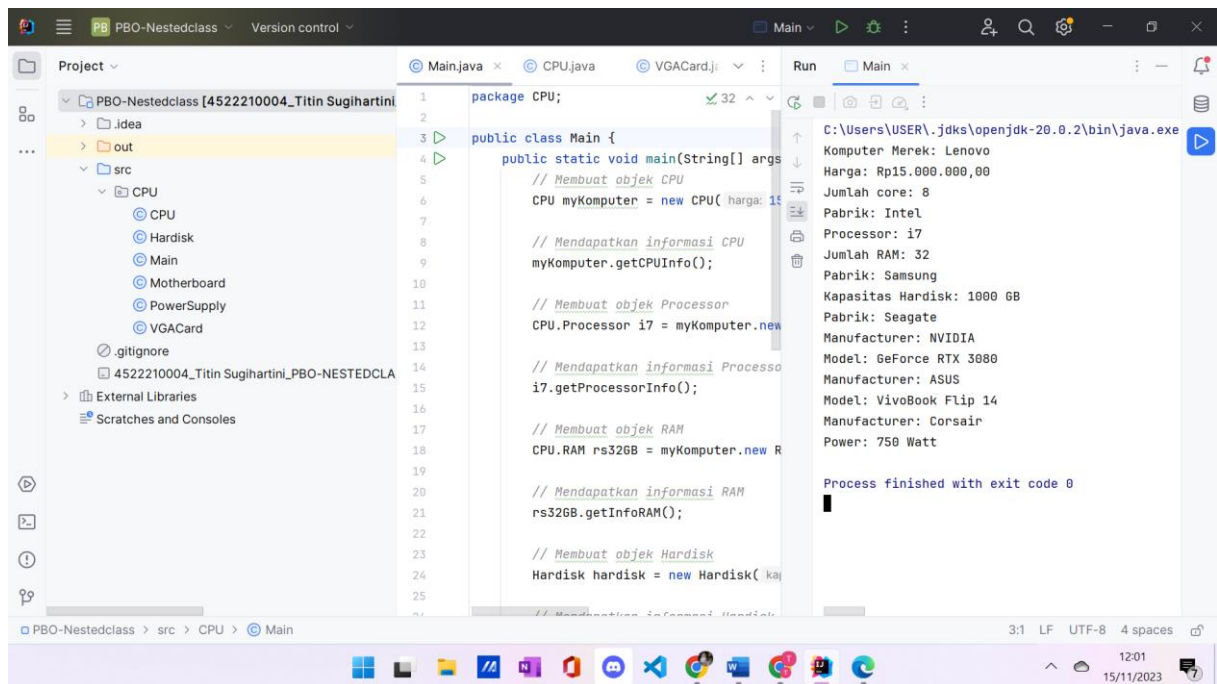 PB PBO-Nestedclass Version control Main
Project
PBO-Nestedclass [4522210004_Titin Sugihartini
.idea
out
src
CPU
CPU
Hardisk
Main
Motherboard
PowerSupply
VGACard
.gitignore
4522210004_Titin Sugihartini_PBO-NESTEDCLA
External Libraries
Scratches and Consoles
Main.java CPU.java VGACard.ja
32
1 package CPU;
2
3 public class Main {
4 public static void main(String[] args
5 // Membuat objek CPU
6 CPU myKomputer = new CPU( harga: 15
7
8 // Mendapatkan informasi CPU
9 myKomputer.getCPUInfo();
10
11 // Membuat objek Processor
12 CPU.Processor i7 = myKomputer.new
13
14 // Mendapatkan informasi Processo
15 i7.getProcessorInfo();
16
17 // Membuat objek RAM
18 CPU.RAM rs32GB = myKomputer.new R
19
20 // Mendapatkan informasi RAM
21 rs32GB.getInfoRAM();
22
23 // Membuat objek Hardisk
24 Hardisk hardisk = new Hardisk( kap
25
Run Main
C:\Users\USER\.jdks\openjdk-20.0.2\bin\java.exe
Komputer Merek: Lenovo
Harga: Rp15.000.000,00
Jumlah core: 8
Pabrik: Intel
Processor: i7
Jumlah RAM: 32
Pabrik: Samsung
Kapasitas Hardisk: 1000 GB
Pabrik: Seagate
Manufacturer: NVIDIA
Model: GeForce RTX 3080
Manufacturer: ASUS
Model: VivoBook Flip 14
Manufacturer: Corsair
Power: 750 Watt
Process finished with exit code 0
PBO-Nestedclass > src > CPU > Main
3:1 LF UTF-8 4 spaces
12:01
15/11/2023